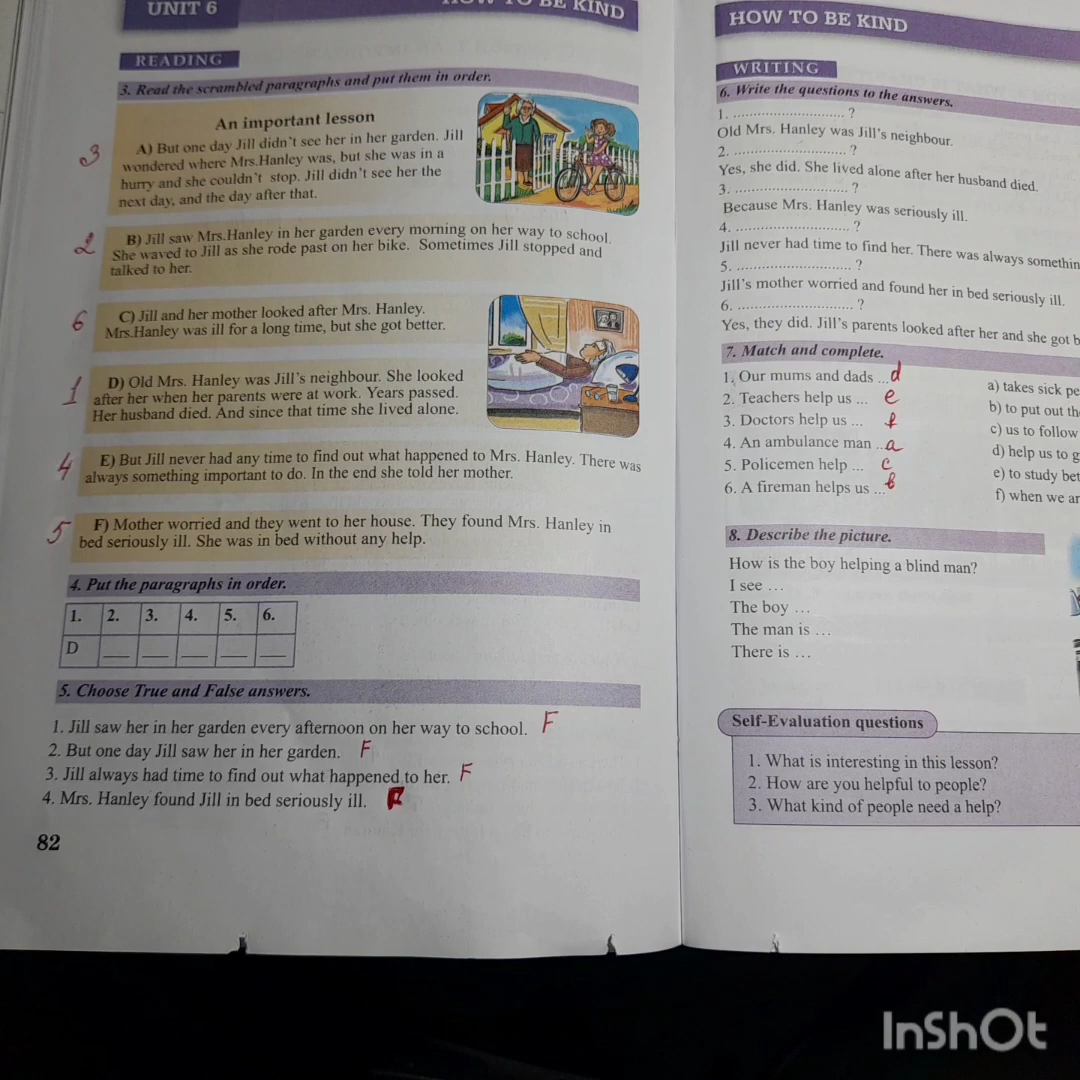 UNIT 6
HOW TO BE KIND
READING
3. Read the scrambled paragraphs and put them in order.
An important lesson
3
A) But one day Jill didn't see her in her garden. Jill
wondered where Mrs.Hanley was, but she was in a
hurry and she couldn't stop. Jill didn't see her the
next day, and the day after that.
2
B) Jill saw Mrs.Hanley in her garden every morning on her way to school.
She waved to Jill as she rode past on her bike. Sometimes Jill stopped and
talked to her.
6
C) Jill and her mother looked after Mrs. Hanley.
Mrs.Hanley was ill for a long time, but she got better.
1
D) Old Mrs. Hanley was Jill's neighbour. She looked
after her when her parents were at work. Years passed.
Her husband died. And since that time she lived alone.
4
E) But Jill never had any time to find out what happened to Mrs. Hanley. There was
always something important to do. In the end she told her mother.
5
F) Mother worried and they went to her house. They found Mrs. Hanley in
bed seriously ill. She was in bed without any help.
4. Put the paragraphs in order.
1. 2. 3. 4. 5. 6.
D __ __ __ __ __
5. Choose True and False answers.
1. Jill saw her in her garden every afternoon on her way to school. F
2. But one day Jill saw her in her garden. F
3. Jill always had time to find out what happened to her. F
4. Mrs. Hanley found Jill in bed seriously ill. F
82
HOW TO BE KIND
WRITING
6. Write the questions to the answers.
1. ........................... ?
Old Mrs. Hanley was Jill's neighbour.
2. ........................... ?
Yes, she did. She lived alone after her husband died.
3. ........................... ?
Because Mrs. Hanley was seriously ill.
4. ........................... ?
Jill never had time to find her. There was always somethin
5. ........................... ?
Jill's mother worried and found her in bed seriously ill.
6. ........................... ?
Yes, they did. Jill's parents looked after her and she got b
7. Match and complete.
1. Our mums and dads ... d
2. Teachers help us ... e
3. Doctors help us ... f
4. An ambulance man ... a
5. Policemen help ... c
6. A fireman helps us ... b
a) takes sick pe
b) to put out th
c) us to follow
d) help us to g
e) to study bet
f) when we ar
8. Describe the picture.
How is the boy helping a blind man?
I see ...
The boy ...
The man is ...
There is ...
Self-Evaluation questions
1. What is interesting in this lesson?
2. How are you helpful to people?
3. What kind of people need a help?
InShOt